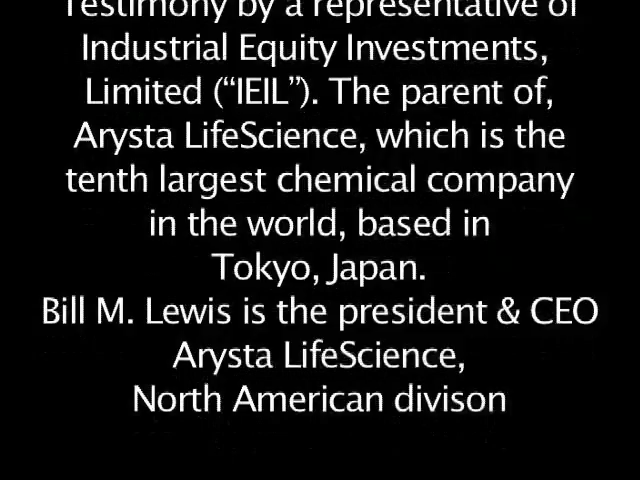 Testimony by a representative of
Industrial Equity Investments,
Limited (“IEIL”). The parent of,
Arysta LifeScience, which is the
tenth largest chemical company
in the world, based in
Tokyo, Japan.
Bill M. Lewis is the president & CEO
Arysta LifeScience,
North American divison